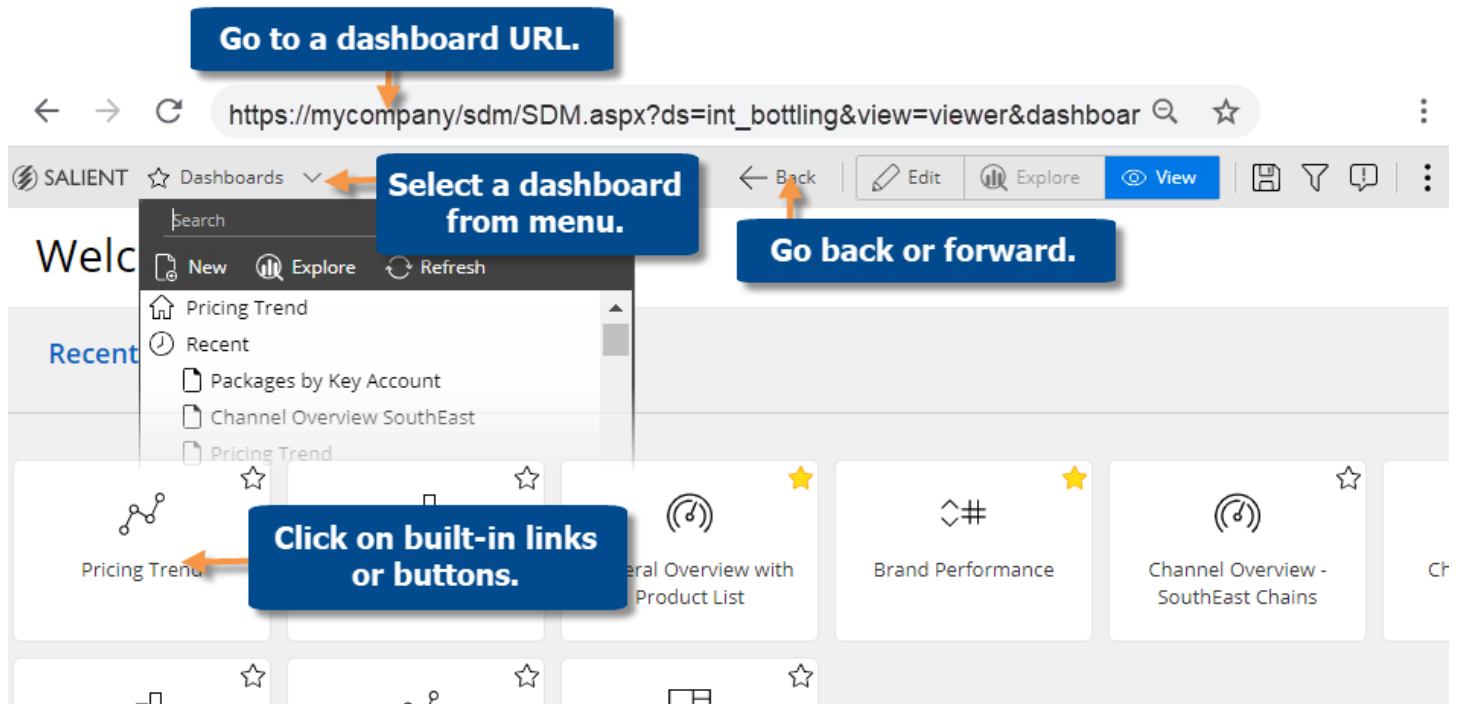 Go to a dashboard URL.
https://mycompany/sdm/SDM.aspx?ds=int_bottling&view=viewer&dashboar
SALIENT Dashboards
Select a dashboard
from menu.
Back Edit Explore View
Go back or forward.
Search
Welc
New Explore Refresh
Pricing Trend
Recent
Recent
Packages by Key Account
Channel Overview SouthEast
Pricing Trend
Click on built-in links
or buttons.
Pricing Trend
eral Overview with
Product List
Brand Performance
Channel Overview -
SouthEast Chains
Ch